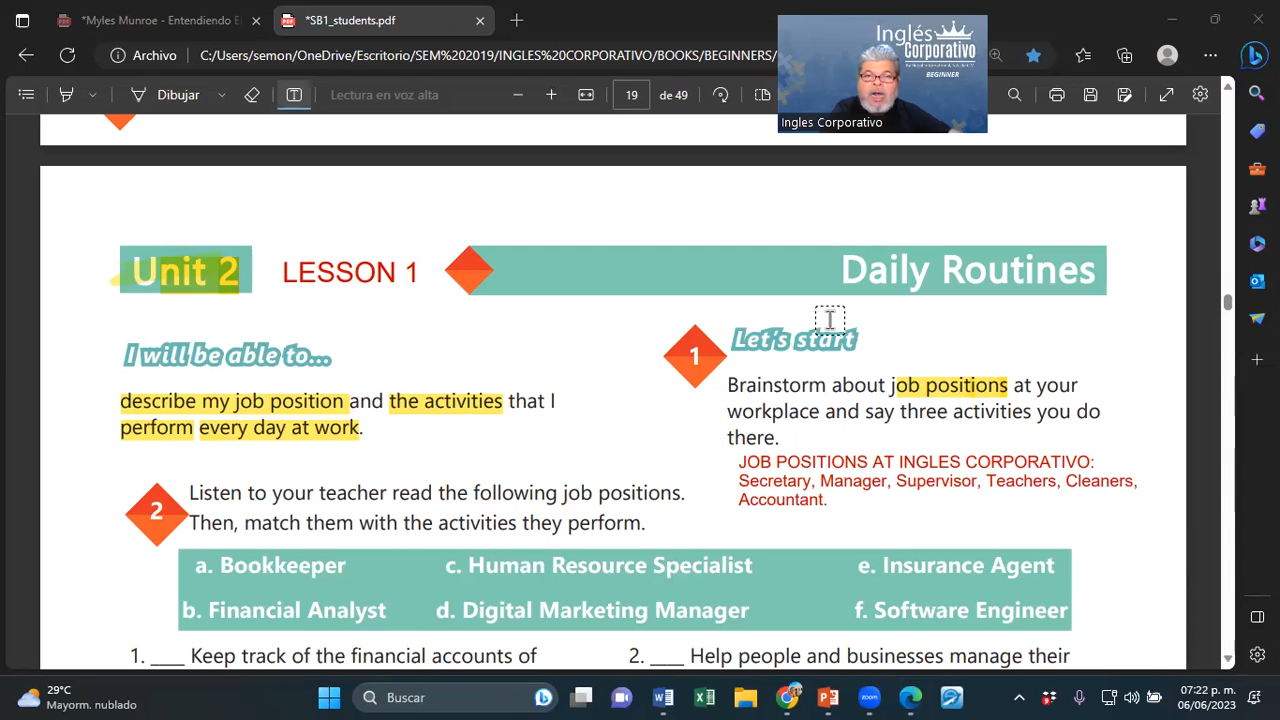 *Myles Munroe - Entendiendo E
*SB1_students.pdf
Archivo
C:/Users/serviton/OneDrive/Escritorio/SEM%202019/INGLES%20CORPORATIVO/BOOKS/BEGINNERS/
Dibujar
Lectura en voz alta
19
de 49
Inglés
Corporativo
BEGINNER
Ingles Corporativo
Unit 2
LESSON 1
Daily Routines
I will be able to...
describe my job position and the activities that I
perform every day at work.
1
Let's start
Brainstorm about job positions at your
workplace and say three activities you do
there.
JOB POSITIONS AT INGLES CORPORATIVO:
Secretary, Manager, Supervisor, Teachers, Cleaners,
Accountant.
2
Listen to your teacher read the following job positions.
Then, match them with the activities they perform.
a. Bookkeeper c. Human Resource Specialist e. Insurance Agent
b. Financial Analyst d. Digital Marketing Manager f. Software Engineer
1. ____ Keep track of the financial accounts of
2. ____ Help people and businesses manage their
29°C
Mayorm. nublado
Buscar
07:22 p. m.
06/06/2023